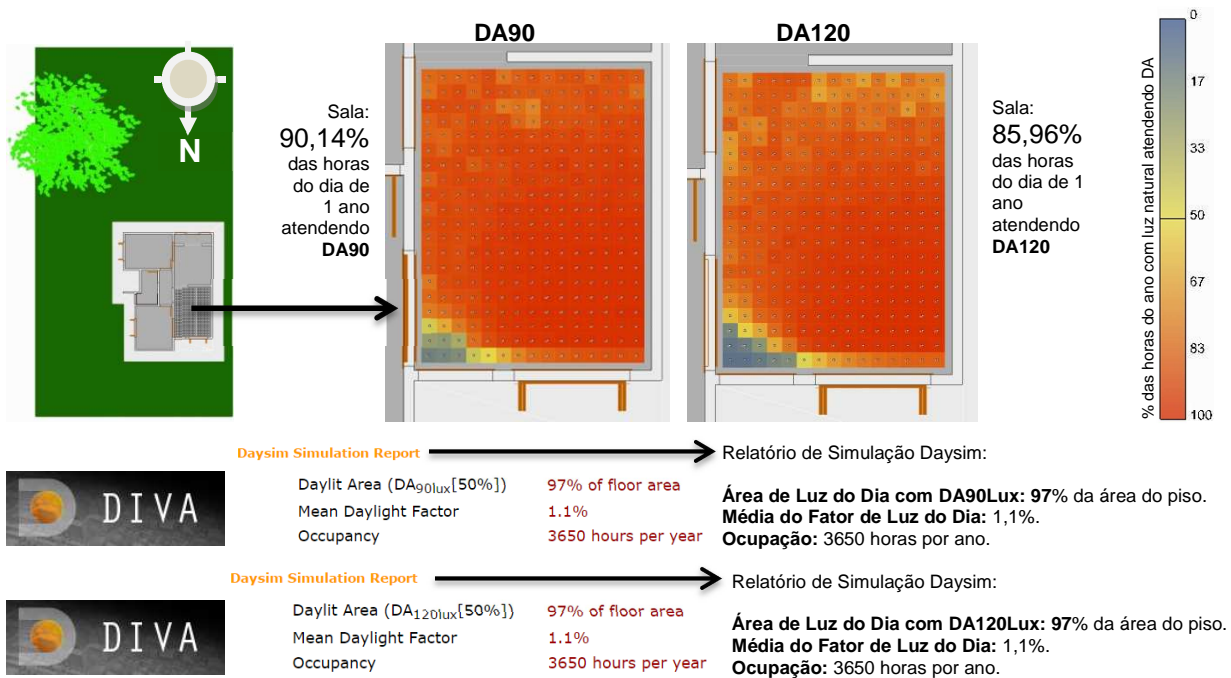 DA90
DA120
N
Sala:
90,14%
das horas
do dia de
1 ano
atendendo
DA90
Sala:
85,96%
das horas
do dia de 1
ano
atendendo
DA120
% das horas do ano com luz natural atendendo DA
0
17
33
50
67
83
100
Daysim Simulation Report
Relatório de Simulação Daysim:
DIVA
Daylit Area (DA90lux[50%]) 97% of floor area
Mean Daylight Factor 1.1%
Occupancy 3650 hours per year
Área de Luz do Dia com DA90Lux: 97% da área do piso.
Média do Fator de Luz do Dia: 1,1%.
Ocupação: 3650 horas por ano.
Daysim Simulation Report
Relatório de Simulação Daysim:
DIVA
Daylit Area (DA120lux[50%]) 97% of floor area
Mean Daylight Factor 1.1%
Occupancy 3650 hours per year
Área de Luz do Dia com DA120Lux: 97% da área do piso.
Média do Fator de Luz do Dia: 1,1%.
Ocupação: 3650 horas por ano.